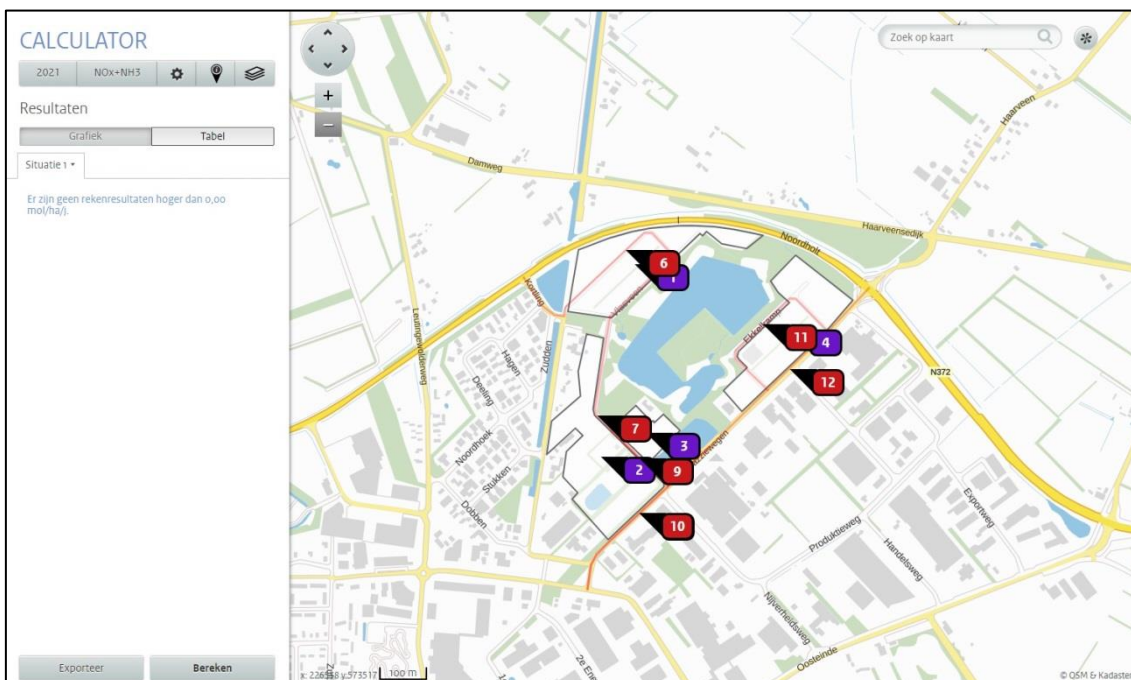 CALCULATOR
2021 NOx+NH3
Resultaten
Grafiek Tabel
Situatie 1
Er zijn geen rekenresultaten hoger dan 0,00
mol/ha/j.
Exporteer Bereken
+
−
Zoek op kaart
Haarveen
Damweg
Haarveensedijk
Noordholt
Korting
Visveen
6
1
Leutingewolderweg
Zudden
Hagen
Deeling
Ekkelkamp
11
4
N372
12
Noordhoek
7
3
2
9
Stukken
Dobben
10
Produktieweg
Exportweg
Handelsweg
Nijverheidsweg
Oosteinde
100 m
© OSM & Kadaster